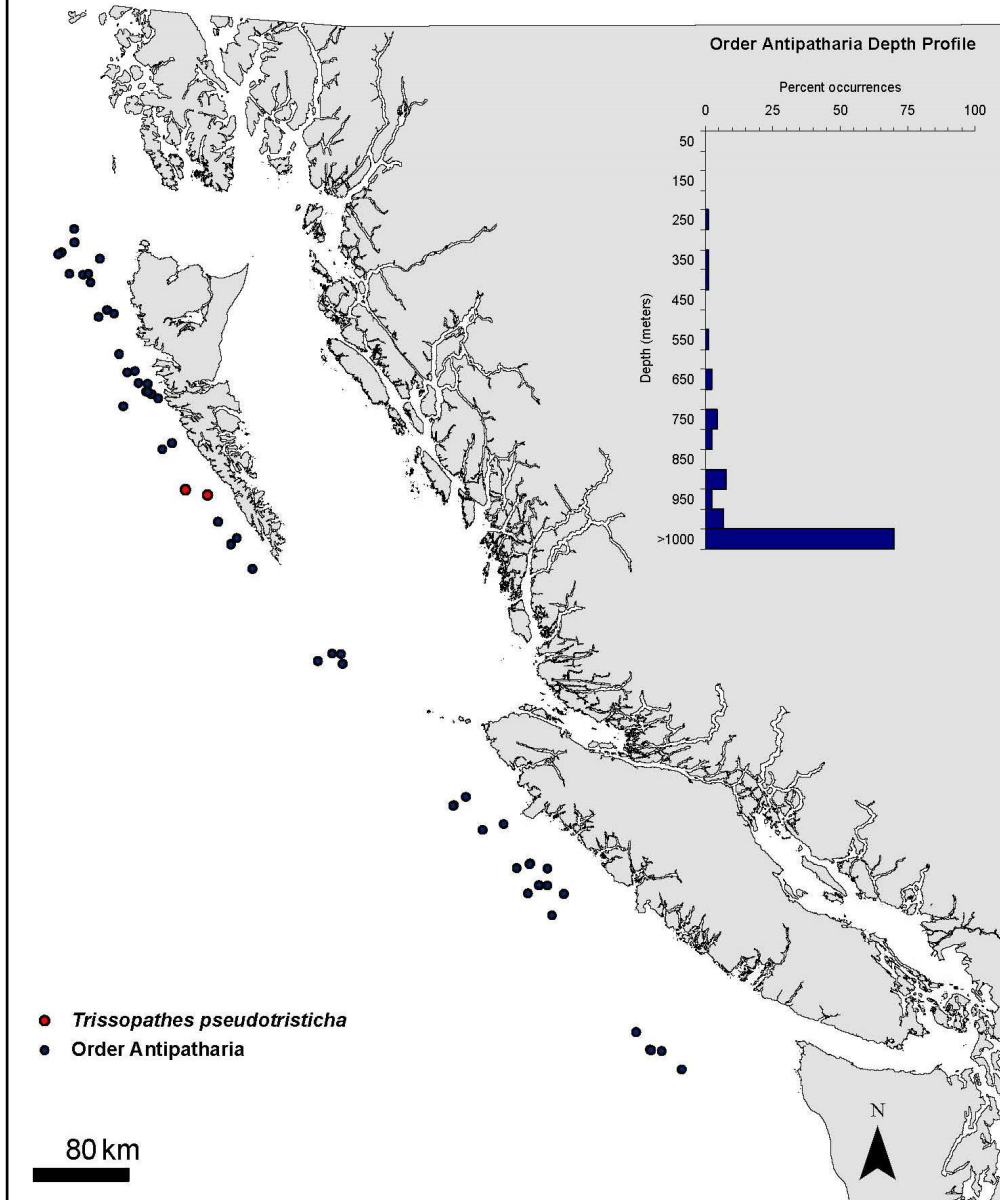 Order Antipatharia Depth Profile
Percent occurrences
0 25 50 75 100
Depth (meters)
50
150
250
350
450
550
650
750
850
950
>1000
Trissopathes pseudotristicha
Order Antipatharia
80 km
N